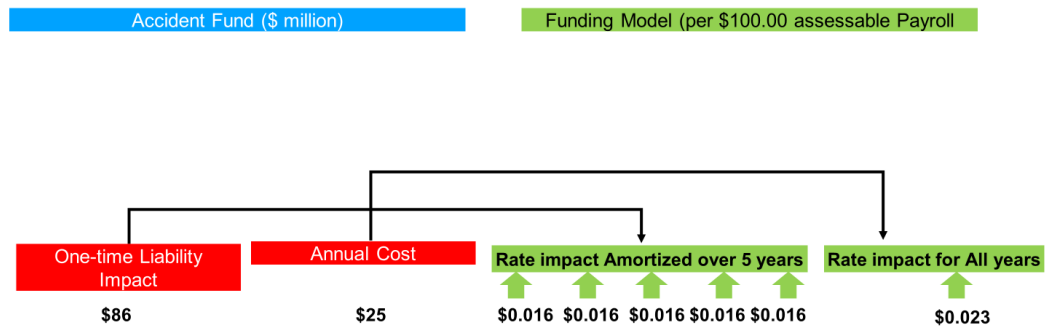 Accident Fund ($ million)
Funding Model (per $100.00 assessable Payroll
One-time Liability
Impact
Annual Cost
Rate impact Amortized over 5 years
Rate impact for All years
$86
$25
$0.016 $0.016 $0.016 $0.016 $0.016
$0.023